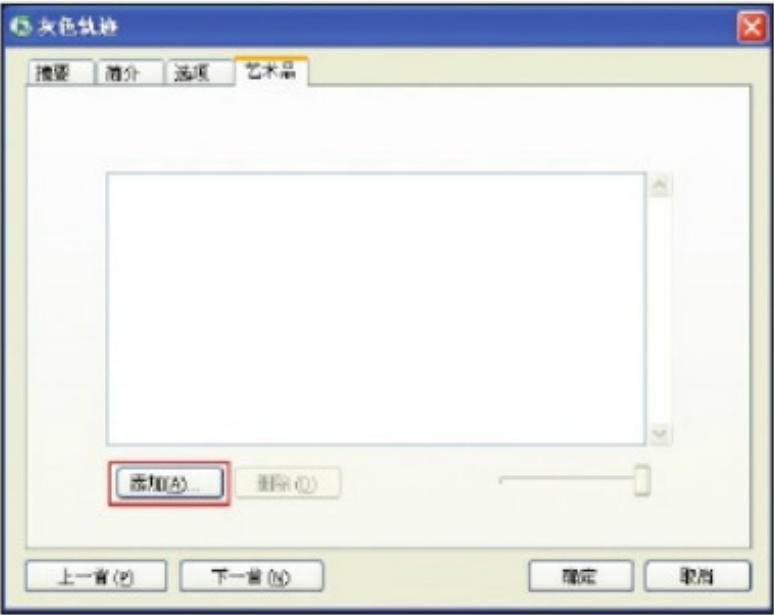 灰色轨迹
摘要 简介 选项 艺术品
添加(A)... 删除(D)
上一首(P) 下一首(N) 确定 取消